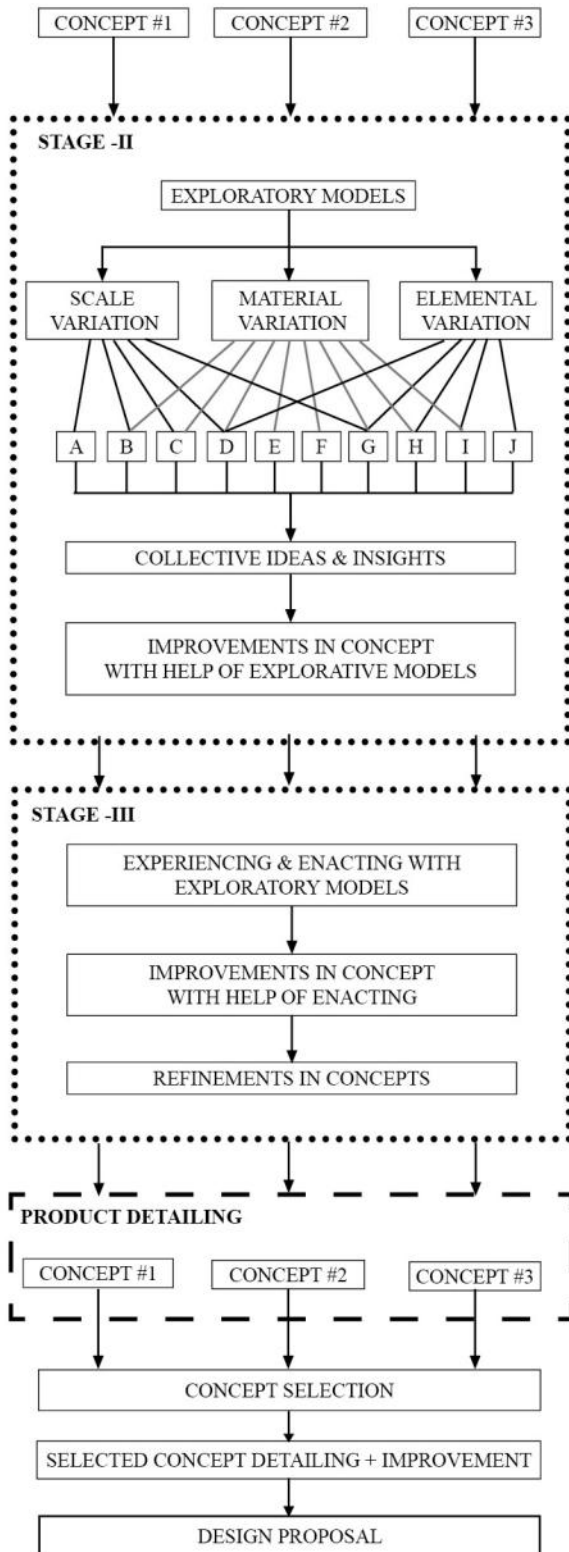 CONCEPT #1 CONCEPT #2 CONCEPT #3
STAGE -II
EXPLORATORY MODELS
SCALE
VARIATION
MATERIAL
VARIATION
ELEMENTAL
VARIATION
A B C D E F G H I J
COLLECTIVE IDEAS & INSIGHTS
IMPROVEMENTS IN CONCEPT
WITH HELP OF EXPLORATIVE MODELS
STAGE -III
EXPERIENCING & ENACTING WITH
EXPLORATORY MODELS
IMPROVEMENTS IN CONCEPT
WITH HELP OF ENACTING
REFINEMENTS IN CONCEPTS
PRODUCT DETAILING
CONCEPT #1 CONCEPT #2 CONCEPT #3
CONCEPT SELECTION
SELECTED CONCEPT DETAILING + IMPROVEMENT
DESIGN PROPOSAL